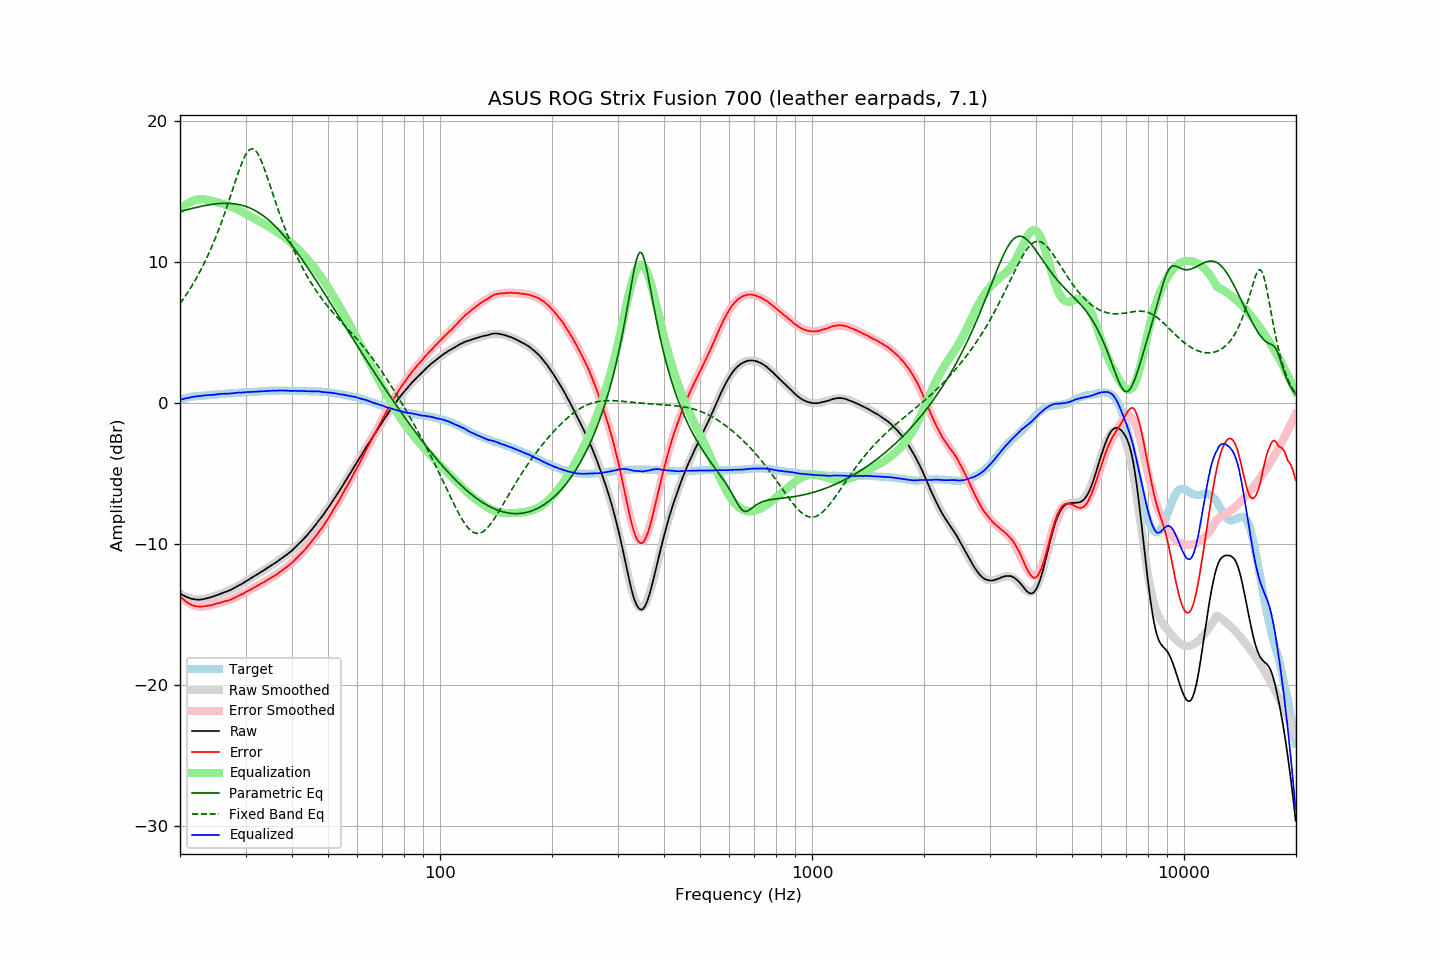 ASUS ROG Strix Fusion 700 (leather earpads, 7.1)
20
10
0
−10
−20
−30
Amplitude (dBr)
Target
Raw Smoothed
Error Smoothed
Raw
Error
Equalization
Parametric Eq
Fixed Band Eq
Equalized
100
1000
10000
Frequency (Hz)